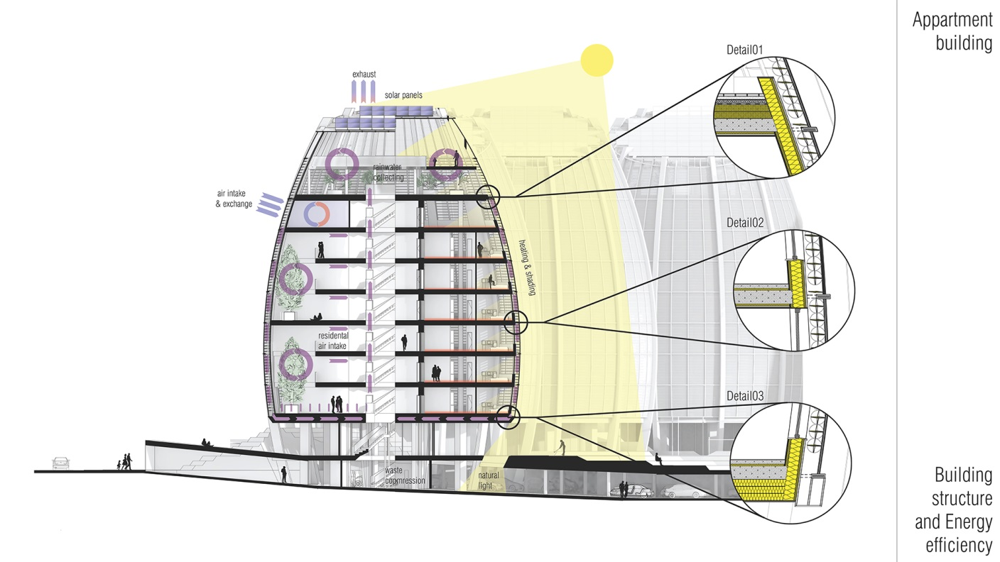 Appartment
building
Detail01
exhaust
solar panels
rainwater
collecting
air intake
& exchange
Detail02
heating & shading
residental
air intake
Detail03
waste
copmression
natural
light
Building
structure
and Energy
efficiency